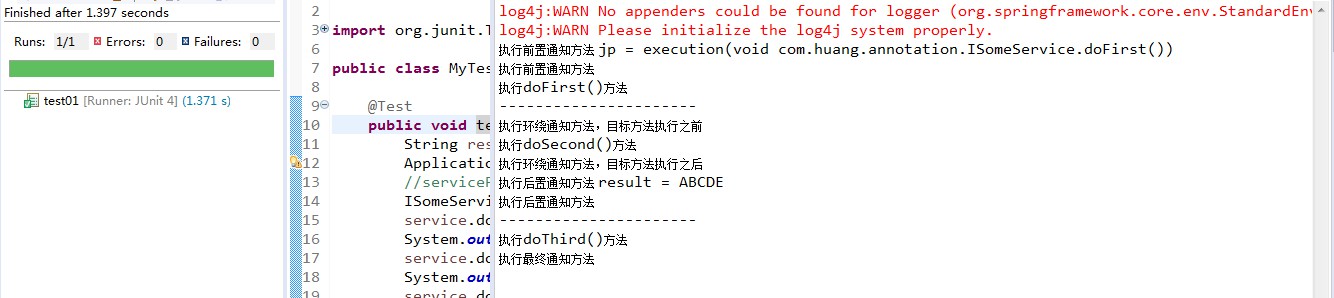 Finished after 1.397 seconds
Runs: 1/1 Errors: 0 Failures: 0
test01 [Runner: JUnit 4] (1.371 s)
2
3 import org.junit.T
6
7 public class MyTes
8
9 @Test
10 public void te
11 String res
12 Applicatio
13 //serviceP
14 ISomeServi
15 service.do
16 System.out
17 service.do
18 System.out
19 service.do
log4j:WARN No appenders could be found for logger (org.springframework.core.env.StandardEnv
log4j:WARN Please initialize the log4j system properly.
执行前置通知方法 jp = execution(void com.huang.annotation.ISomeService.doFirst())
执行前置通知方法
执行doFirst()方法
----------------------
执行环绕通知方法，目标方法执行之前
执行doSecond()方法
执行环绕通知方法，目标方法执行之后
执行后置通知方法 result = ABCDE
执行后置通知方法
----------------------
执行doThird()方法
执行最终通知方法